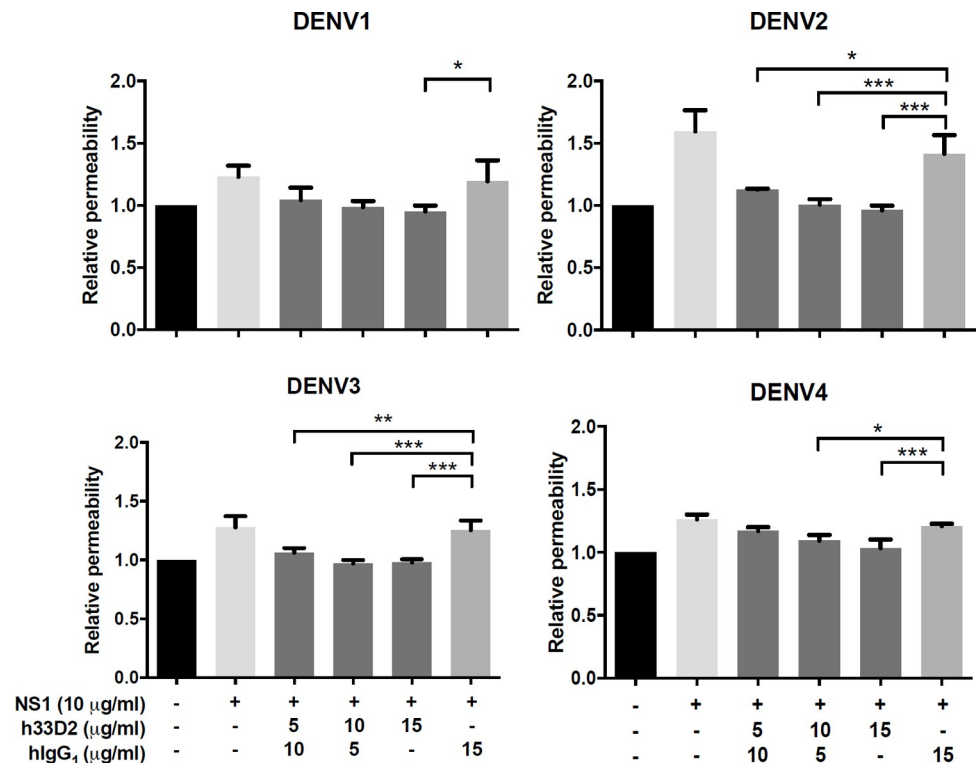 DENV1
Relative permeability
2.0
1.5
1.0
0.5
0.0
*
DENV2
Relative permeability
2.0
1.5
1.0
0.5
0.0
*
***
***
DENV3
Relative permeability
2.0
1.5
1.0
0.5
0.0
**
***
***
DENV4
Relative permeability
2.0
1.5
1.0
0.5
0.0
*
***
NS1 (10 μg/ml) - + + + + +
h33D2 (μg/ml) - - 5 10 15 -
hIgG₁ (μg/ml) - - 10 5 - 15
- + + + + +
- - 5 10 15 -
- - 10 5 - 15